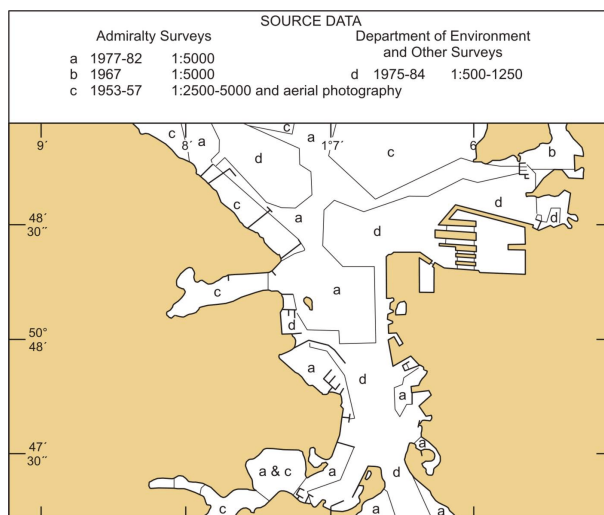 SOURCE DATA
Admiralty Surveys
Department of Environment
and Other Surveys
a 1977-82 1:5000
b 1967 1:5000
d 1975-84 1:500-1250
c 1953-57 1:2500-5000 and aerial photography
9´ 8´ 1°7´ 6
c a c a
d c b
c a d d
48´
30˝
d
c a
d
50°
48´
a d
a
a
47´
30˝
a & c a d
c a a